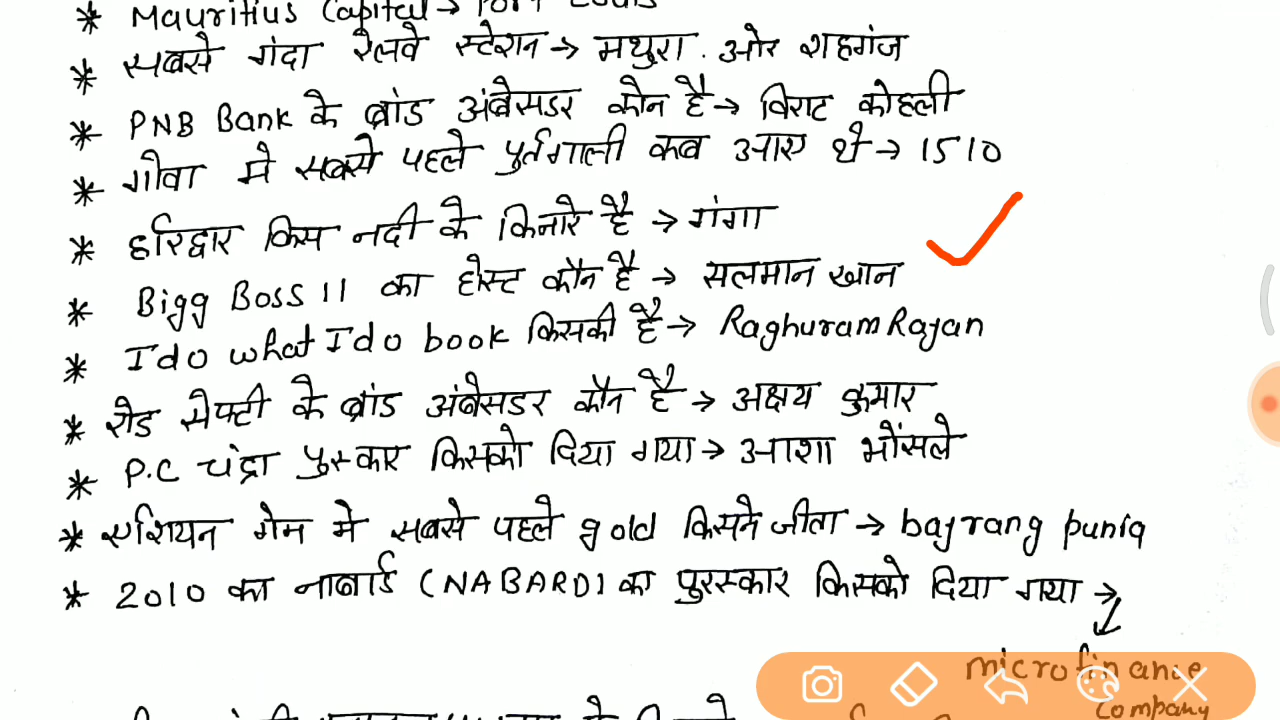 * Mauritius Capital → Port Louis
* सबसे गंदा रेलवे स्टेशन → मथुरा . ओर शहगंज
* PNB Bank के ब्रांड अंबेसडर कौन है → विराट कोहली
* गोवा मे सबसे पहले पुर्तगाली कब आए थे → 1510
* हरिद्वार किस नदी के किनारे है → गंगा
* Bigg Boss 11 का होस्ट कौन है → सलमान खान
* I do what I do book किसकी है → Raghuram Rajan
* रोड सेफ्टी के ब्रांड अंबेसडर कौन है → अक्षय कुमार
* P.C चंद्रा पुरस्कार किसको दिया गया → आशा भोंसले
* एशियन गेम मे सबसे पहले gold किसने जीता → bajrang punia
* 2010 का नाबार्ड (NABARD) का पुरस्कार किसको दिया गया →
microfinance
company